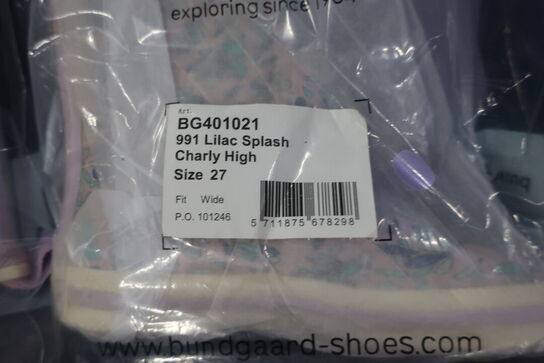 exploring since
Art.
BG401021
991 Lilac Splash
Charly High
Size 27
Fit Wide
P.O. 101246
5 711875 678298
www.bundgaard-shoes.com